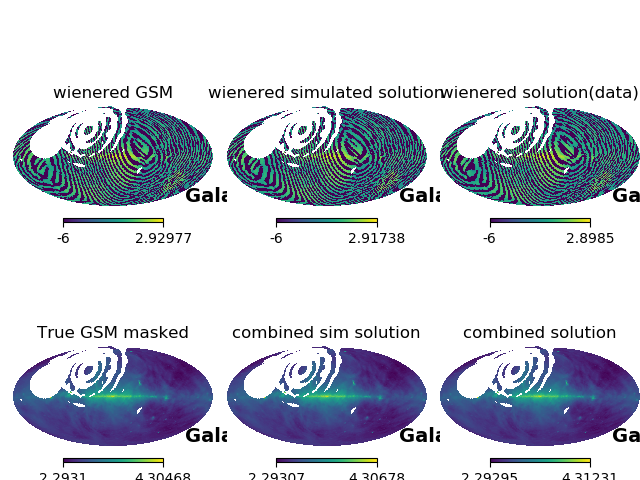 wienered GSM wienered simulated solution wienered solution(data)
Gala Gala Ga
-6 2.92977 -6 2.91738 -6 2.8985
True GSM masked combined sim solution combined solution
Gala Gala Ga
2.2931 4.30468 2.29307 4.30678 2.29295 4.31231